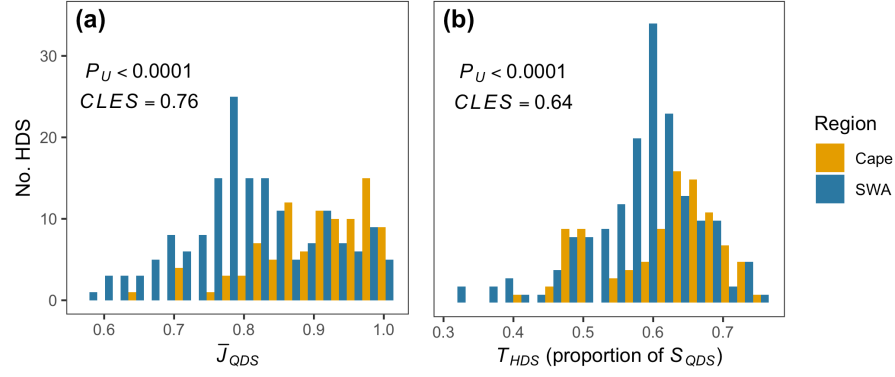 (a)
P_U < 0.0001
CLES = 0.76
No. HDS
30
20
10
0
0.6 0.7 0.8 0.9 1.0
J̅_QDS
(b)
P_U < 0.0001
CLES = 0.64
0.3 0.4 0.5 0.6 0.7
T_HDS (proportion of S_QDS)
Region
Cape
SWA